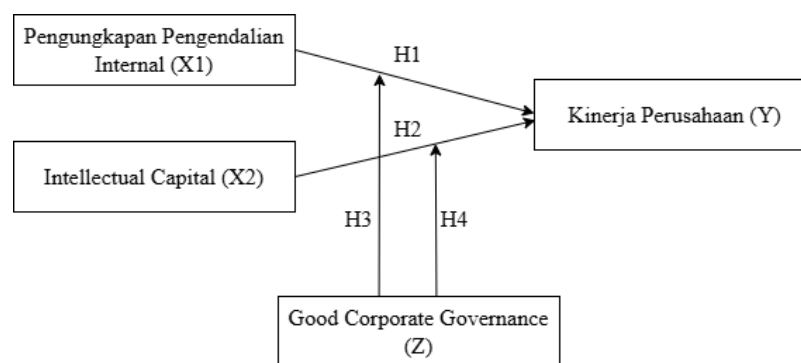 Pengungkapan Pengendalian
Internal (X1)
H1
Kinerja Perusahaan (Y)
H2
Intellectual Capital (X2)
H3
H4
Good Corporate Governance
(Z)